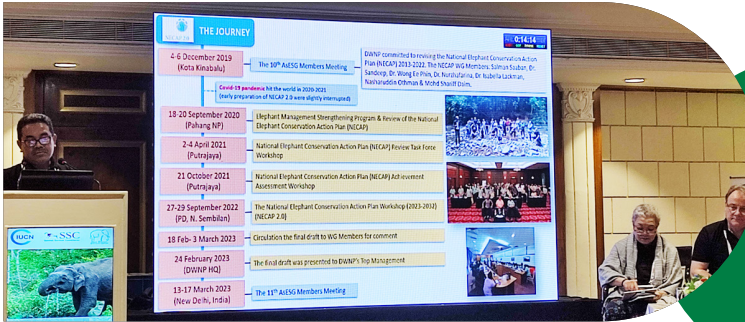 NECAP 2.0
THE JOURNEY
0:14:14
4-6 December 2019
(Kota Kinabalu)
The 10th AsESG Members Meeting
DWNP committed to revising the National Elephant Conservation Action
Plan (NECAP) 2013-2022. The NECAP WG Members: Salman Saaban, Dr.
Sandeep, Dr. Wong Ee Phin, Dr. Nurshafarina, Dr. Isabella Lackman,
Nasharuddin Othman & Mohd Shariff Daim.
Covid-19 pandemic hit the world in 2020-2021
(early preparation of NECAP 2.0 were slightly interrupted)
18-20 September 2020
(Pahang NP)
Elephant Management Strengthening Program & Review of the National
Elephant Conservation Action Plan (NECAP)
2-4 April 2021
(Putrajaya)
National Elephant Conservation Action Plan (NECAP) Review Task Force
Workshop
21 October 2021
(Putrajaya)
National Elephant Conservation Action Plan (NECAP) Achievement
Assessment Workshop
27-29 September 2022
(PD, N. Sembilan)
The National Elephant Conservation Action Plan Workshop (2023-2032)
(NECAP 2.0)
18 Feb- 3 March 2023
Circulation the final draft to WG Members for comment
24 February 2023
(DWNP HQ)
The final draft was presented to DWNP's Top Management
13-17 March 2023
(New Delhi, India)
The 11th AsESG Members Meeting
IUCN
SSC